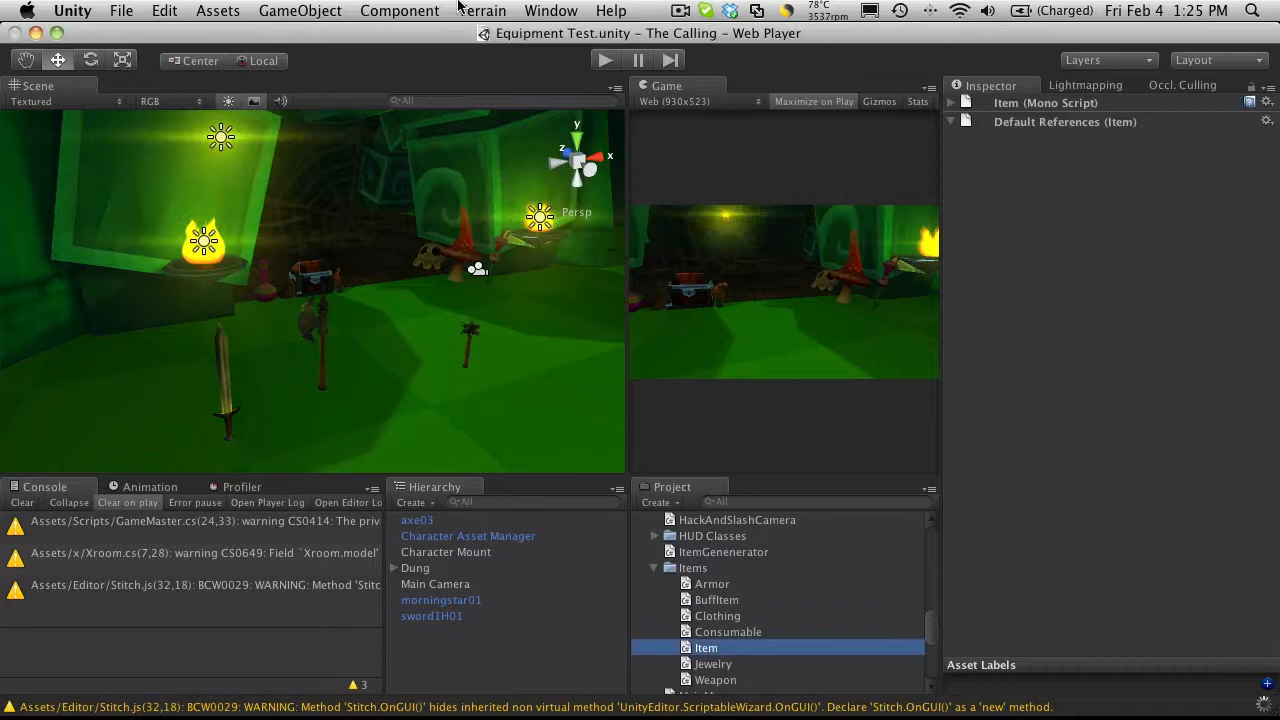 Unity File Edit Assets GameObject Component Terrain Window Help 78°C 3537rpm (Charged) Fri Feb 4 1:25 PM
Equipment Test.unity – The Calling – Web Player
Center Local Layers Layout
Scene
Textured RGB All
y
z x
Persp
Game
Web (930x523) Maximize on Play Gizmos Stats
Inspector Lightmapping Occl. Culling
Item (Mono Script)
Default References (Item)
Console Animation Profiler
Clear Collapse Clear on play Error pause Open Player Log Open Editor Lo
Assets/Scripts/GameMaster.cs(24,33): warning CS0414: The priv
Assets/x/Xroom.cs(7,28): warning CS0649: Field `Xroom.model'
Assets/Editor/Stitch.js(32,18): BCW0029: WARNING: Method 'Stitc
3
Hierarchy
Create All
axe03
Character Asset Manager
Character Mount
Dung
Main Camera
morningstar01
sword1H01
Project
Create All
HackAndSlashCamera
HUD Classes
ItemGenenerator
Items
Armor
BuffItem
Clothing
Consumable
Item
Jewelry
Weapon
Asset Labels
Assets/Editor/Stitch.js(32,18): BCW0029: WARNING: Method 'Stitch.OnGUI()' hides inherited non virtual method 'UnityEditor.ScriptableWizard.OnGUI()'. Declare 'Stitch.OnGUI()' as a 'new' method.